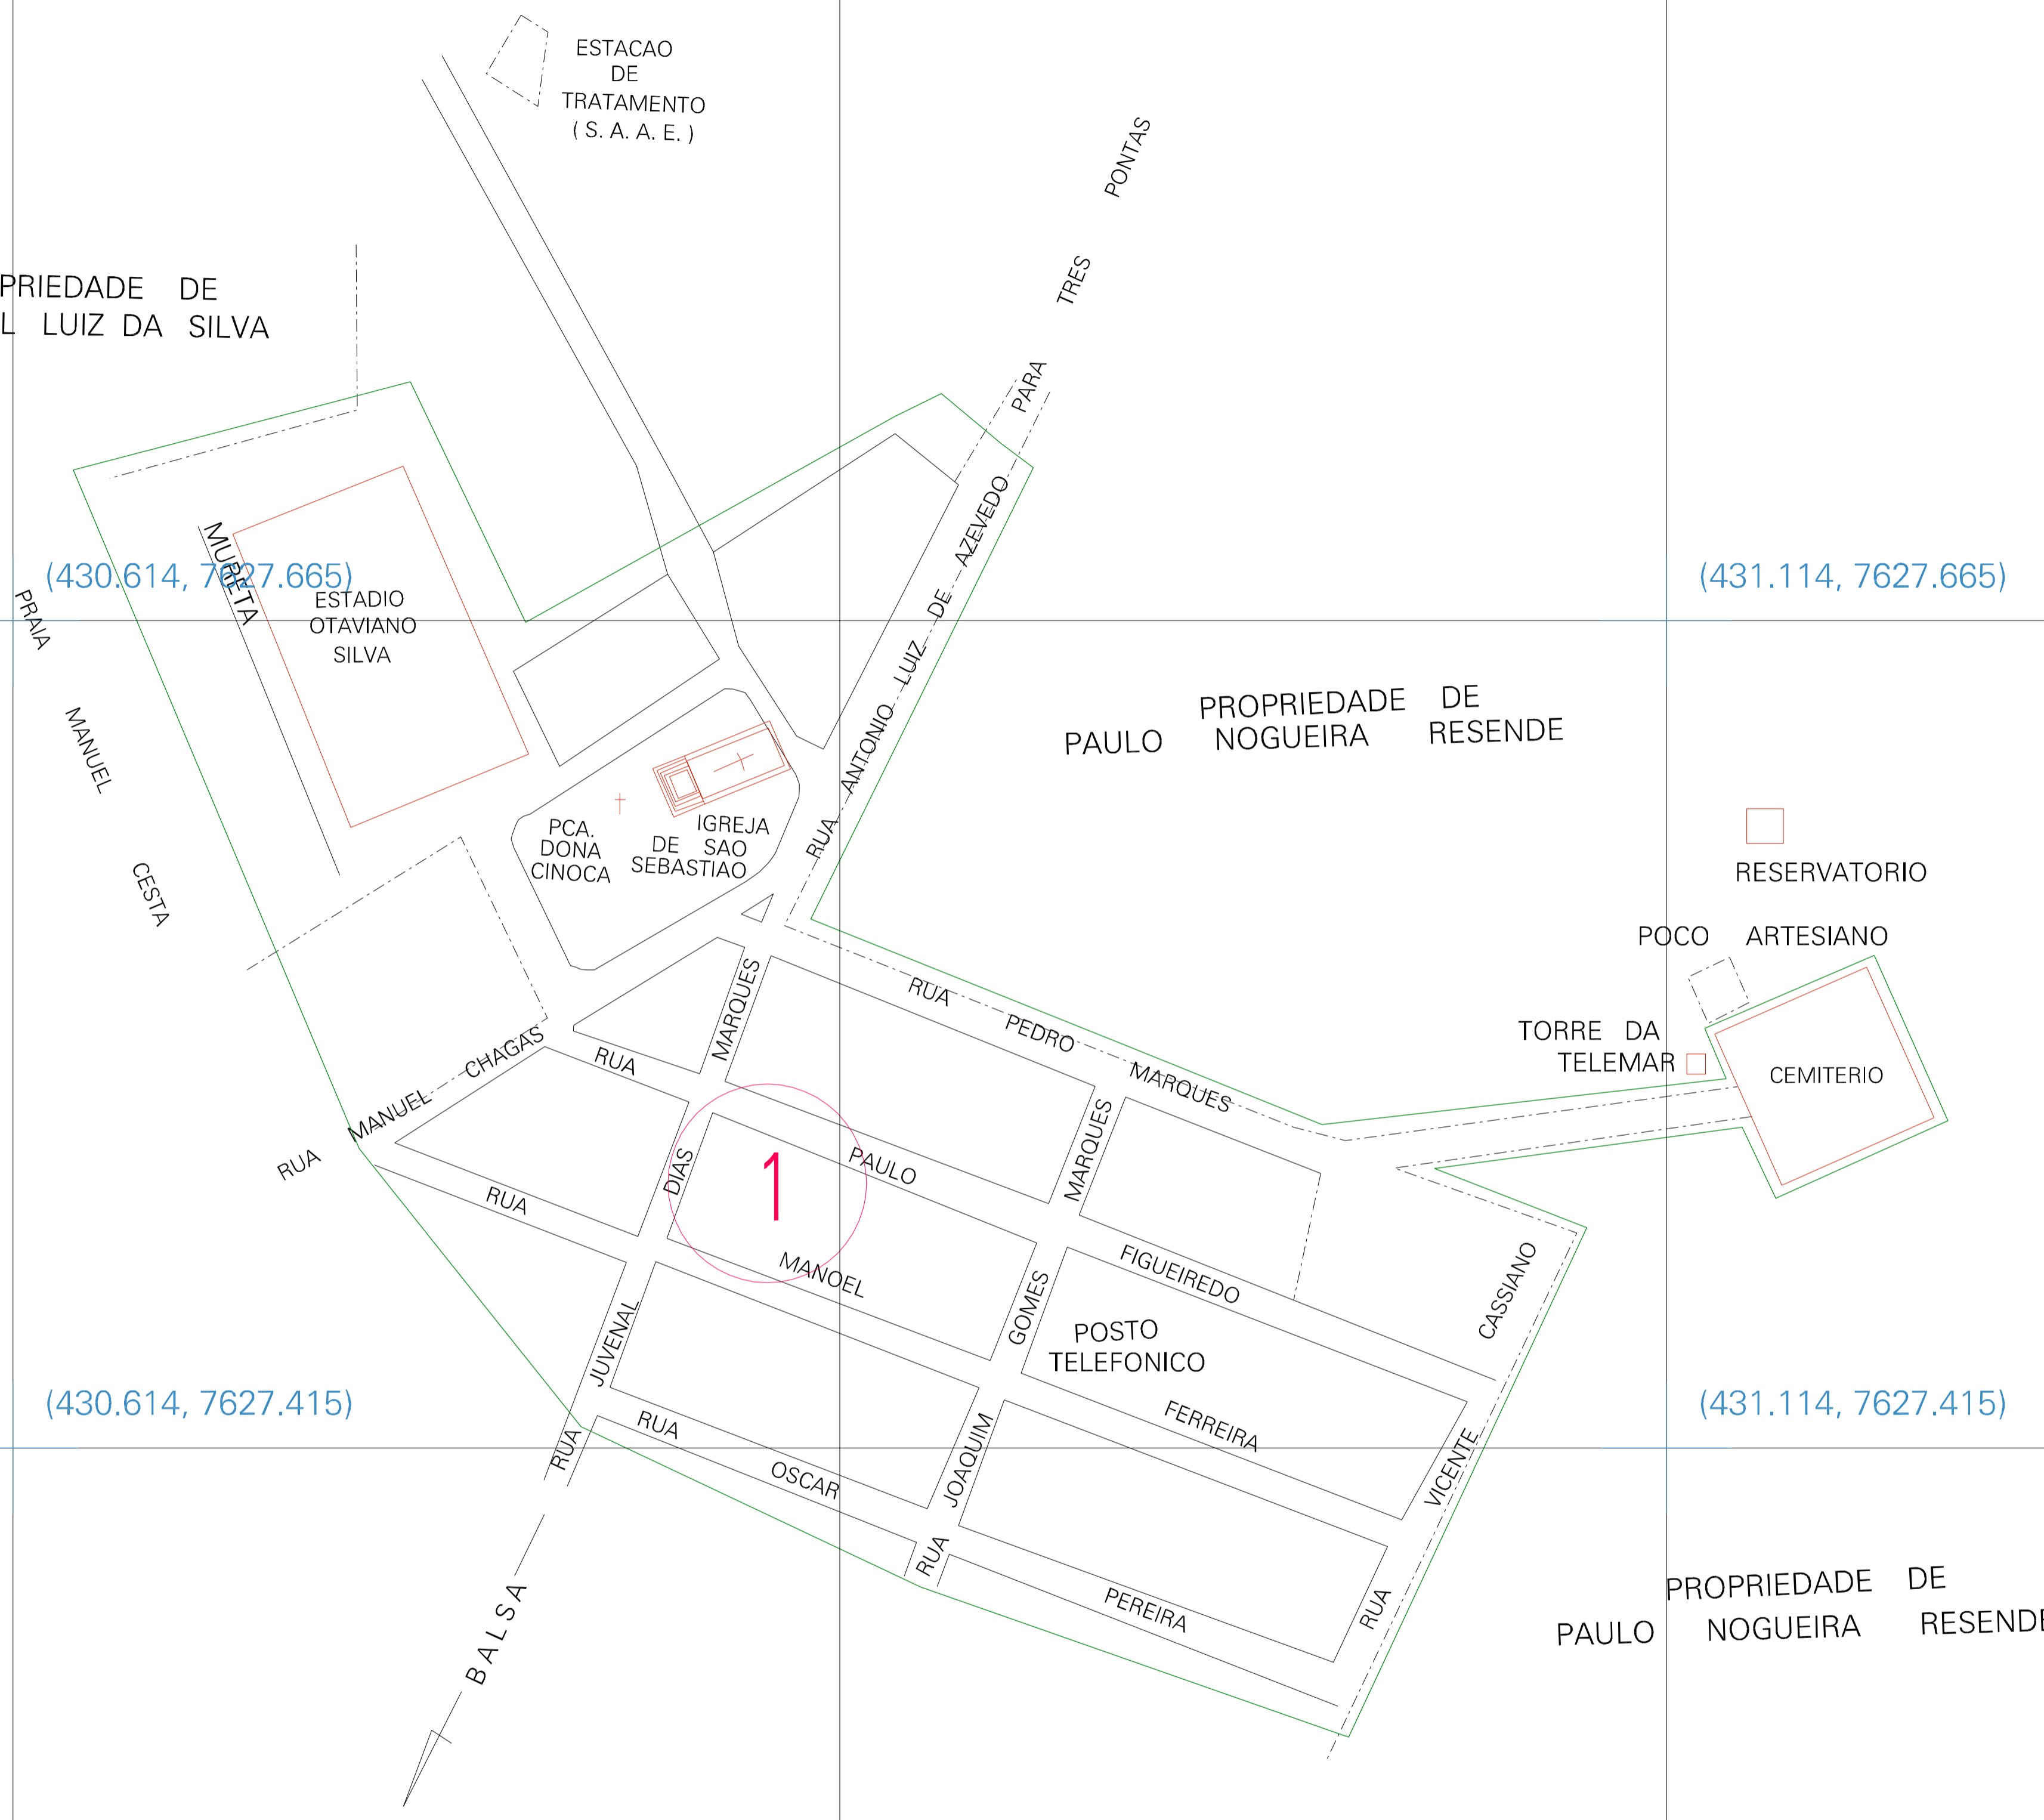 ESTACAO
DE
TRATAMENTO
( S. A. A. E. )
PARA TRES PONTAS
PRIEDADE DE
L LUIZ DA SILVA
MURETA
(430.614, 7627.665)
(431.114, 7627.665)
ESTADIO
OTAVIANO
SILVA
PRAIA MANUEL CESTA
RUA ANTONIO LUIZ DE AZEVEDO
PROPRIEDADE DE
PAULO NOGUEIRA RESENDE
PCA.
DONA
CINOCA
IGREJA
DE SAO
SEBASTIAO
RESERVATORIO
POCO ARTESIANO
TORRE DA
TELEMAR
CEMITERIO
RUA PEDRO MARQUES
RUA MANUEL CHAGAS
RUA PAULO FIGUEIREDO
RUA JUVENAL DIAS MARQUES
1
RUA MANOEL FERREIRA
RUA JOAQUIM GOMES MARQUES
POSTO
TELEFONICO
RUA VICENTE CASSIANO
(430.614, 7627.415)
(431.114, 7627.415)
RUA OSCAR PEREIRA
BALSA
PROPRIEDADE DE
PAULO NOGUEIRA RESENDE